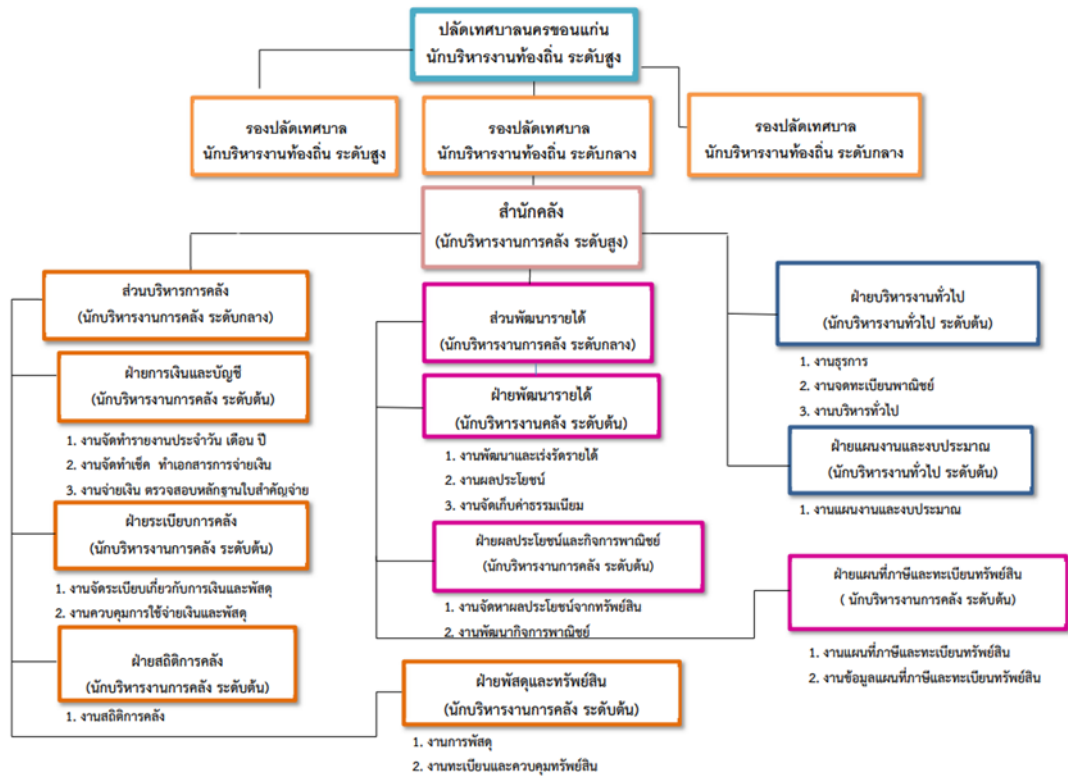 ปลัดเทศบาลนครขอนแก่น
นักบริหารงานท้องถิ่น ระดับสูง
รองปลัดเทศบาล
นักบริหารงานท้องถิ่น ระดับสูง
รองปลัดเทศบาล
นักบริหารงานท้องถิ่น ระดับกลาง
รองปลัดเทศบาล
นักบริหารงานท้องถิ่น ระดับกลาง
สำนักคลัง
(นักบริหารงานการคลัง ระดับสูง)
ส่วนบริหารการคลัง
(นักบริหารงานการคลัง ระดับกลาง)
ฝ่ายการเงินและบัญชี
(นักบริหารงานการคลัง ระดับต้น)
1. งานจัดทำรายงานประจำวัน เดือน ปี
2. งานจัดทำเช็ค ทำเอกสารการจ่ายเงิน
3. งานจ่ายเงิน ตรวจสอบหลักฐานใบสำคัญจ่าย
ฝ่ายระเบียบการคลัง
(นักบริหารงานการคลัง ระดับต้น)
1. งานจัดระเบียบเกี่ยวกับการเงินและพัสดุ
2. งานควบคุมการใช้จ่ายเงินและพัสดุ
ฝ่ายสถิติการคลัง
(นักบริหารงานการคลัง ระดับต้น)
1. งานสถิติการคลัง
ฝ่ายพัสดุและทรัพย์สิน
(นักบริหารงานการคลัง ระดับต้น)
1. งานการพัสดุ
2. งานทะเบียนและควบคุมทรัพย์สิน
ส่วนพัฒนารายได้
(นักบริหารงานการคลัง ระดับกลาง)
ฝ่ายพัฒนารายได้
(นักบริหารงานคลัง ระดับต้น)
1. งานพัฒนาและเร่งรัดรายได้
2. งานผลประโยชน์
3. งานจัดเก็บค่าธรรมเนียม
ฝ่ายผลประโยชน์และกิจการพาณิชย์
(นักบริหารงานการคลัง ระดับต้น)
1. งานจัดหาผลประโยชน์จากทรัพย์สิน
2. งานพัฒนากิจการพาณิชย์
ฝ่ายแผนที่ภาษีและทะเบียนทรัพย์สิน
( นักบริหารงานการคลัง ระดับต้น)
1. งานแผนที่ภาษีและทะเบียนทรัพย์สิน
2. งานข้อมูลแผนที่ภาษีและทะเบียนทรัพย์สิน
ฝ่ายบริหารงานทั่วไป
(นักบริหารงานทั่วไป ระดับต้น)
1. งานธุรการ
2. งานจดทะเบียนพาณิชย์
3. งานบริหารทั่วไป
ฝ่ายแผนงานและงบประมาณ
(นักบริหารงานทั่วไป ระดับต้น)
1. งานแผนงานและงบประมาณ